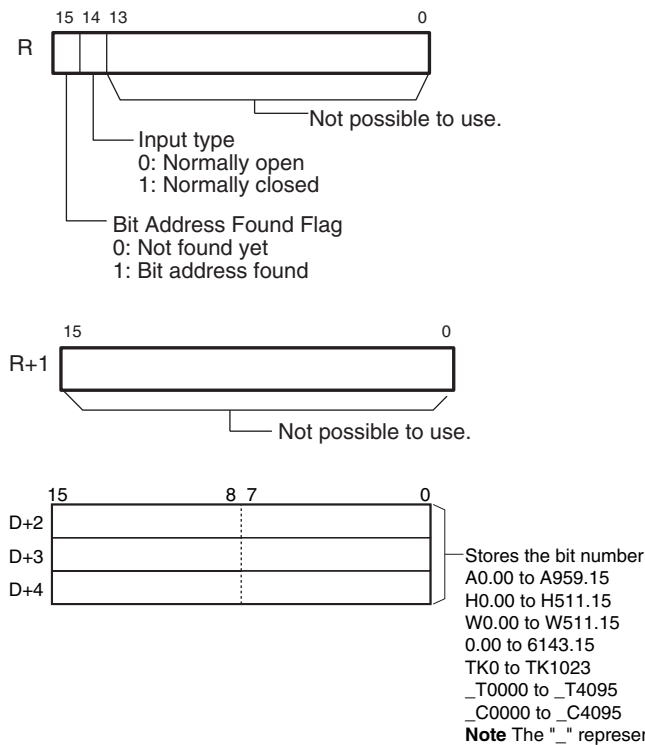 15 14 13 0
R
Not possible to use.
Input type
0: Normally open
1: Normally closed
Bit Address Found Flag
0: Not found yet
1: Bit address found
15 0
R+1
Not possible to use.
15 8 7 0
D+2
D+3
D+4
Stores the bit number
A0.00 to A959.15
H0.00 to H511.15
W0.00 to W511.15
0.00 to 6143.15
TK0 to TK1023
_T0000 to _T4095
_C0000 to _C4095
Note The "_" represen